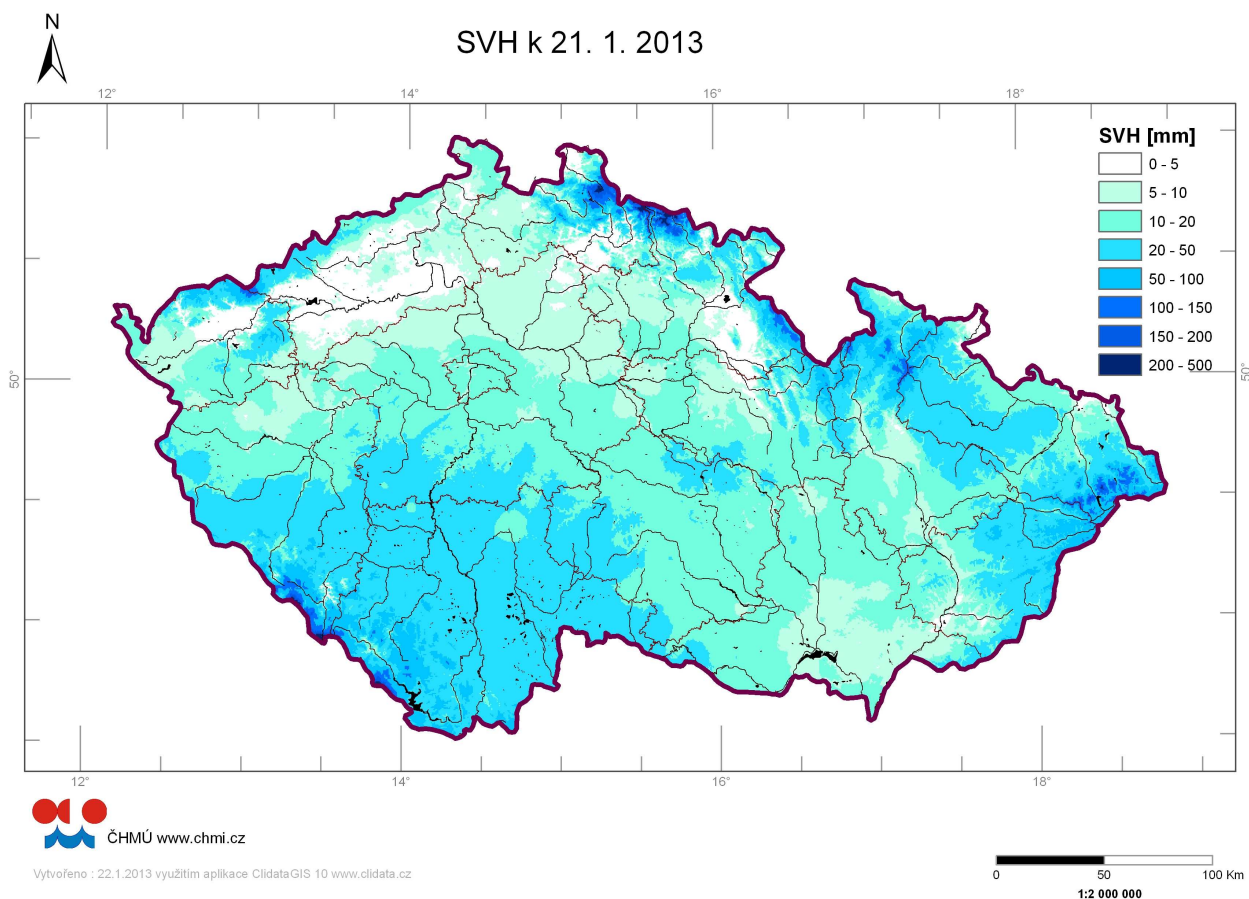 N
SVH k 21. 1. 2013
12°
14°
16°
18°
SVH [mm]
0 - 5
5 - 10
10 - 20
20 - 50
50 - 100
100 - 150
150 - 200
200 - 500
50°
50°
12°
14°
16°
18°
ČHMÚ www.chmi.cz
Vytvořeno : 22.1.2013 využitím aplikace ClidataGIS 10 www.clidata.cz
0
50
100 Km
1:2 000 000